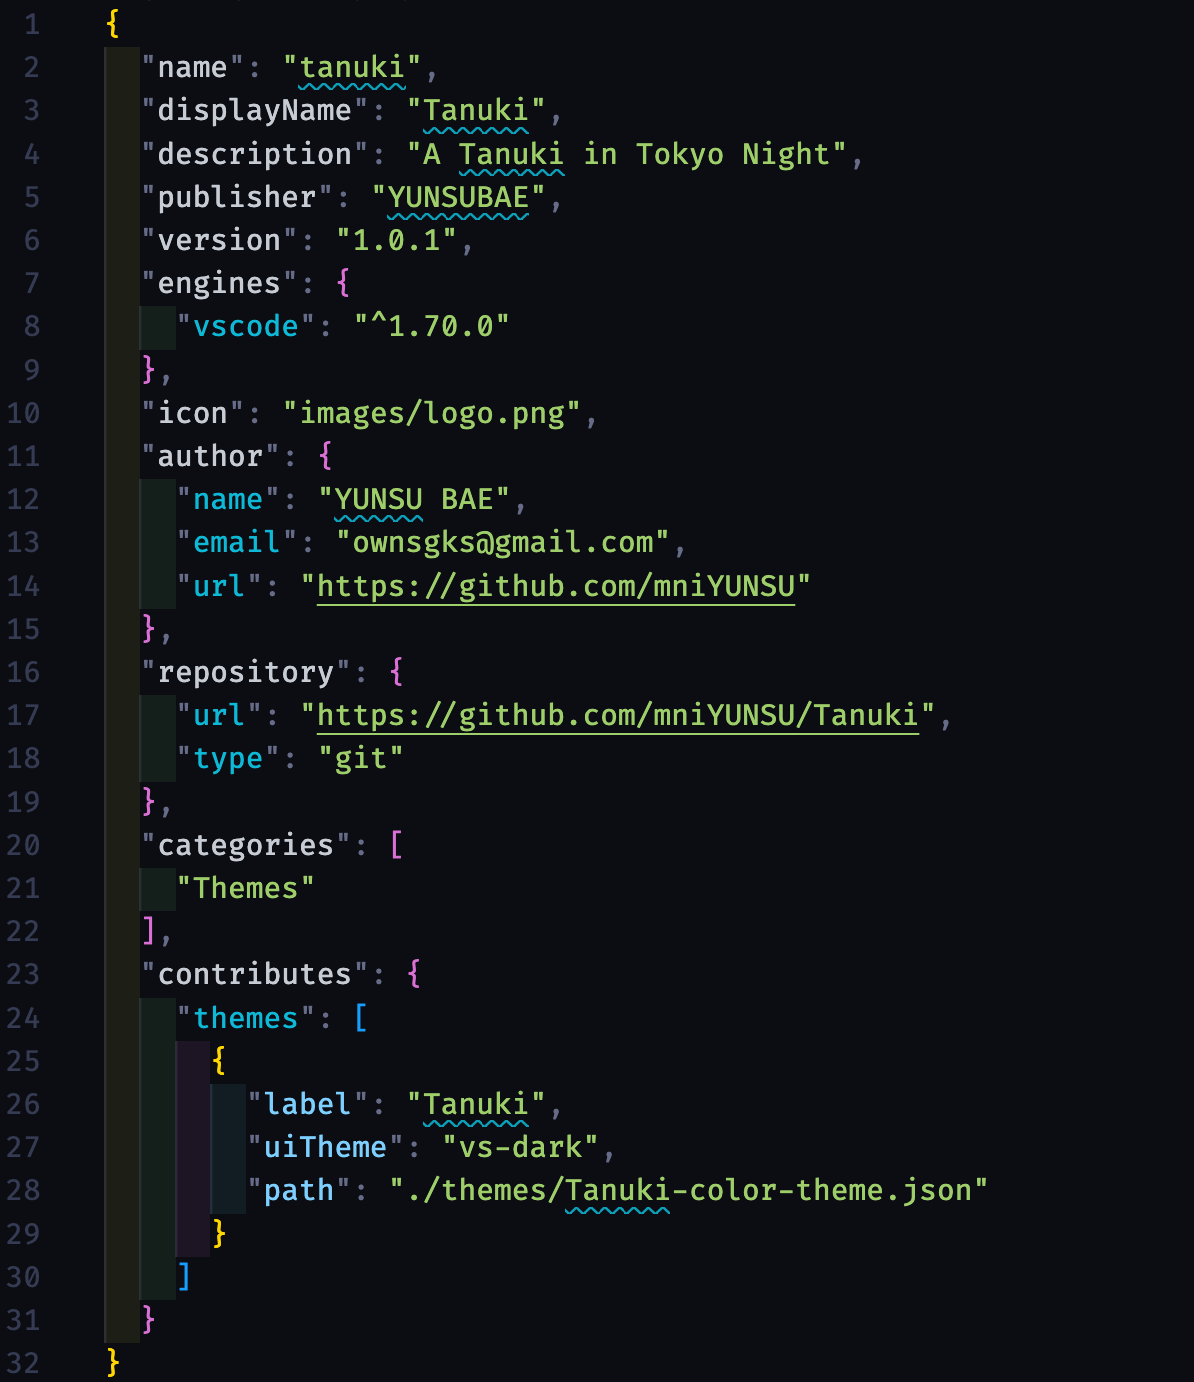 1 {
2 "name": "tanuki",
3 "displayName": "Tanuki",
4 "description": "A Tanuki in Tokyo Night",
5 "publisher": "YUNSUBAE",
6 "version": "1.0.1",
7 "engines": {
8 "vscode": "^1.70.0"
9 },
10 "icon": "images/logo.png",
11 "author": {
12 "name": "YUNSU BAE",
13 "email": "ownsgks@gmail.com",
14 "url": "https://github.com/mniYUNSU"
15 },
16 "repository": {
17 "url": "https://github.com/mniYUNSU/Tanuki",
18 "type": "git"
19 },
20 "categories": [
21 "Themes"
22 ],
23 "contributes": {
24 "themes": [
25 {
26 "label": "Tanuki",
27 "uiTheme": "vs-dark",
28 "path": "./themes/Tanuki-color-theme.json"
29 }
30 ]
31 }
32 }